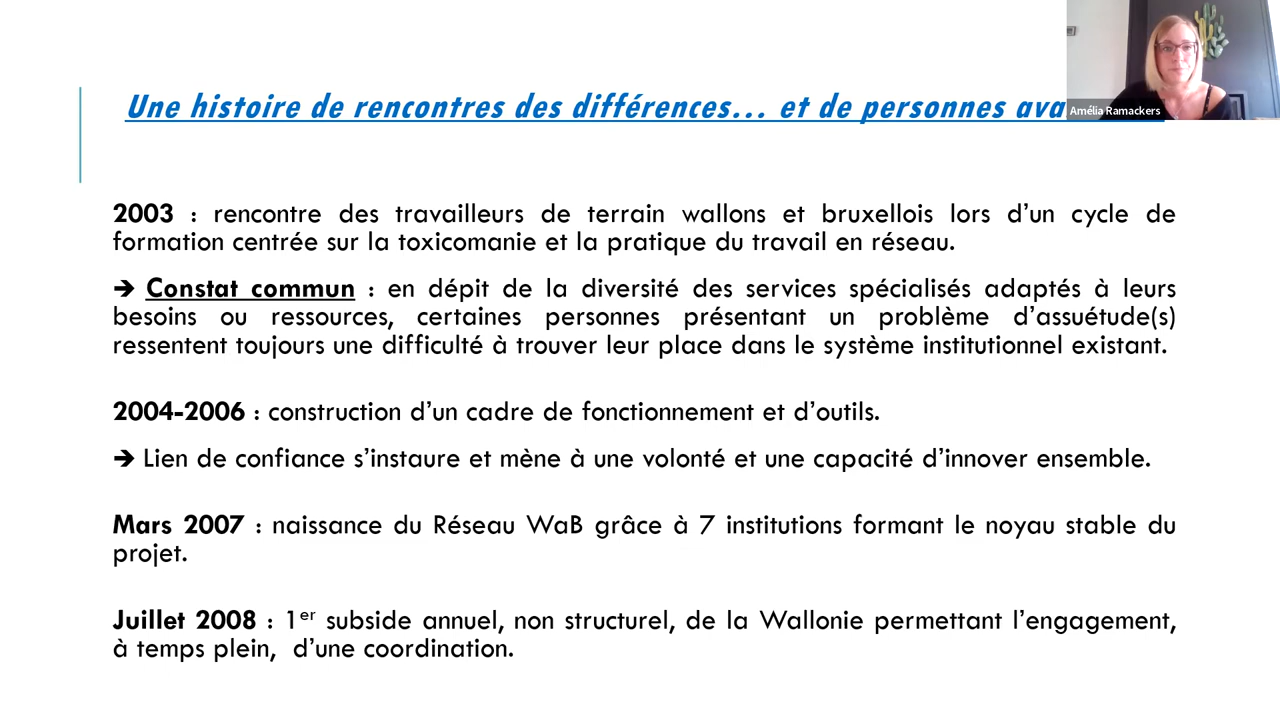 Une histoire de rencontres des différences... et de personnes
Amélia Ramackers
2003 : rencontre des travailleurs de terrain wallons et bruxellois lors d’un cycle de
formation centrée sur la toxicomanie et la pratique du travail en réseau.
➔ Constat commun : en dépit de la diversité des services spécialisés adaptés à leurs
besoins ou ressources, certaines personnes présentant un problème d’assuétude(s)
ressentent toujours une difficulté à trouver leur place dans le système institutionnel existant.
2004-2006 : construction d’un cadre de fonctionnement et d’outils.
➔ Lien de confiance s’instaure et mène à une volonté et une capacité d’innover ensemble.
Mars 2007 : naissance du Réseau WaB grâce à 7 institutions formant le noyau stable du
projet.
Juillet 2008 : 1er subside annuel, non structurel, de la Wallonie permettant l’engagement,
à temps plein, d’une coordination.